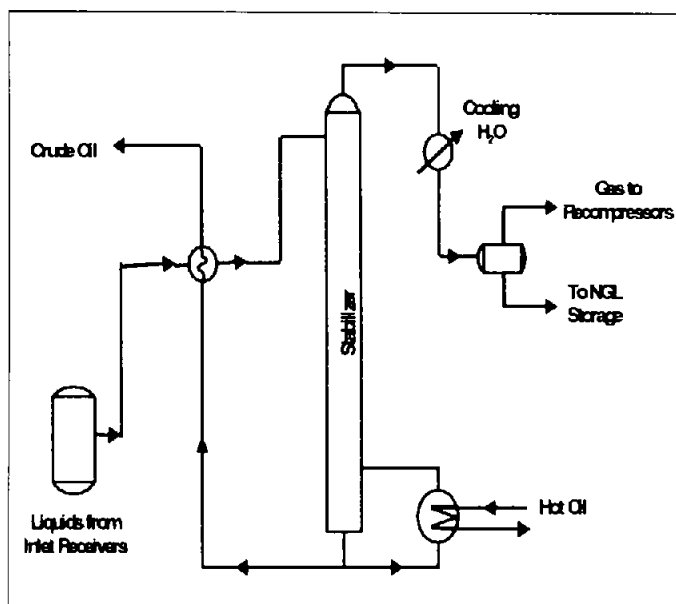 Cooling
H₂O
Crude Oil
Gas to
Recompressors
Stabilizer
To NGL
Storage
Hot Oil
Liquids from
Inlet Receivers